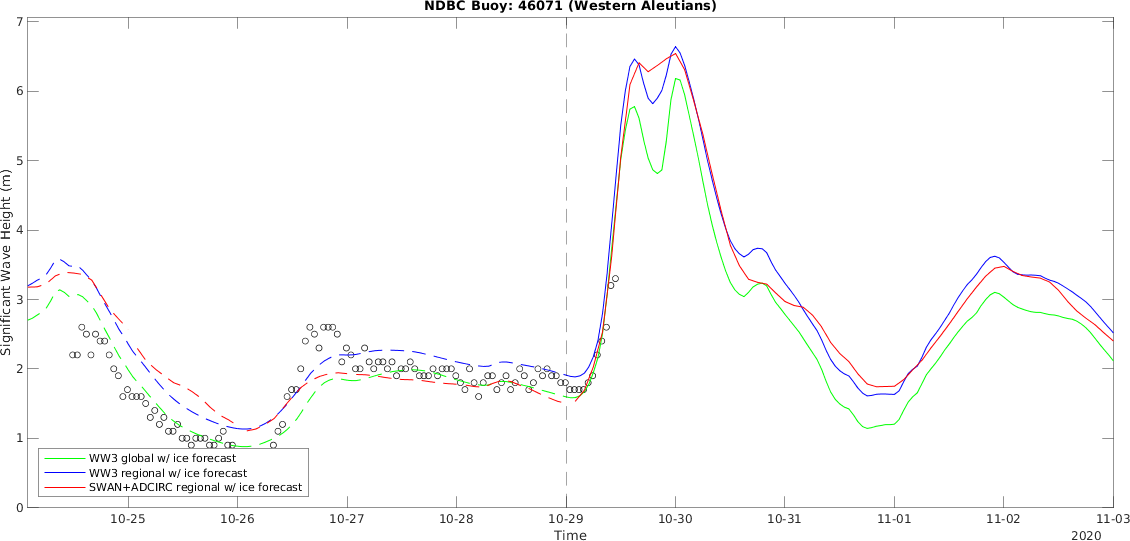 NDBC Buoy: 46071 (Western Aleutians)
7
6
5
4
3
2
1
0
Significant Wave Height (m)
WW3 global w/ ice forecast
WW3 regional w/ ice forecast
SWAN+ADCIRC regional w/ ice forecast
10-25 10-26 10-27 10-28 10-29 10-30 10-31 11-01 11-02 11-03
Time
2020